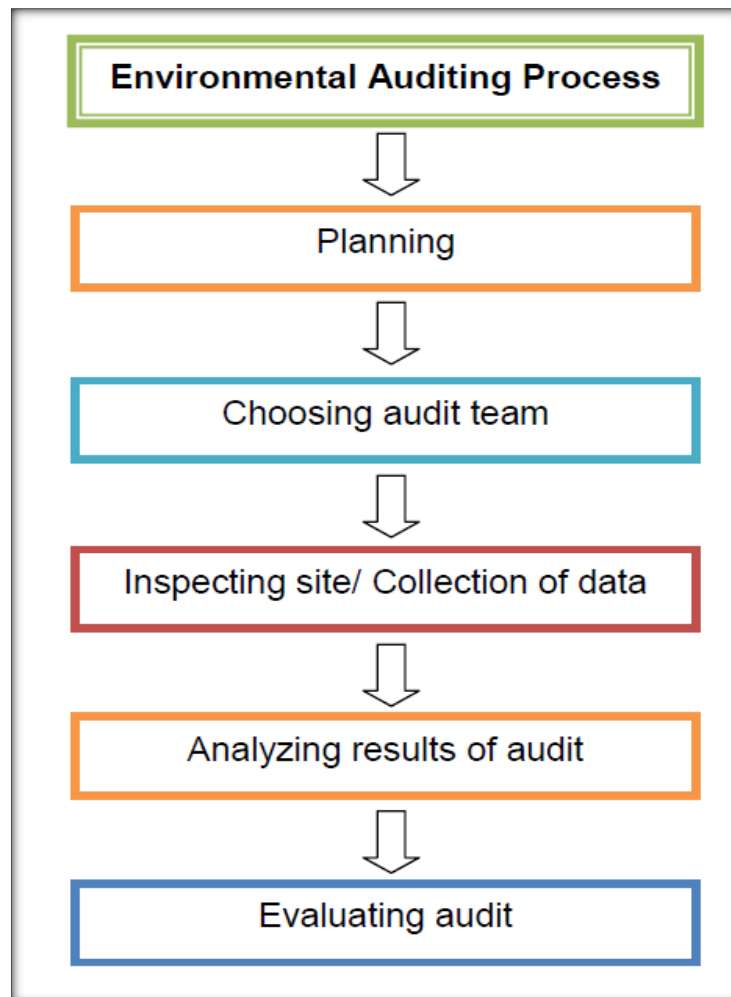 Environmental Auditing Process
Planning
Choosing audit team
Inspecting site/ Collection of data
Analyzing results of audit
Evaluating audit